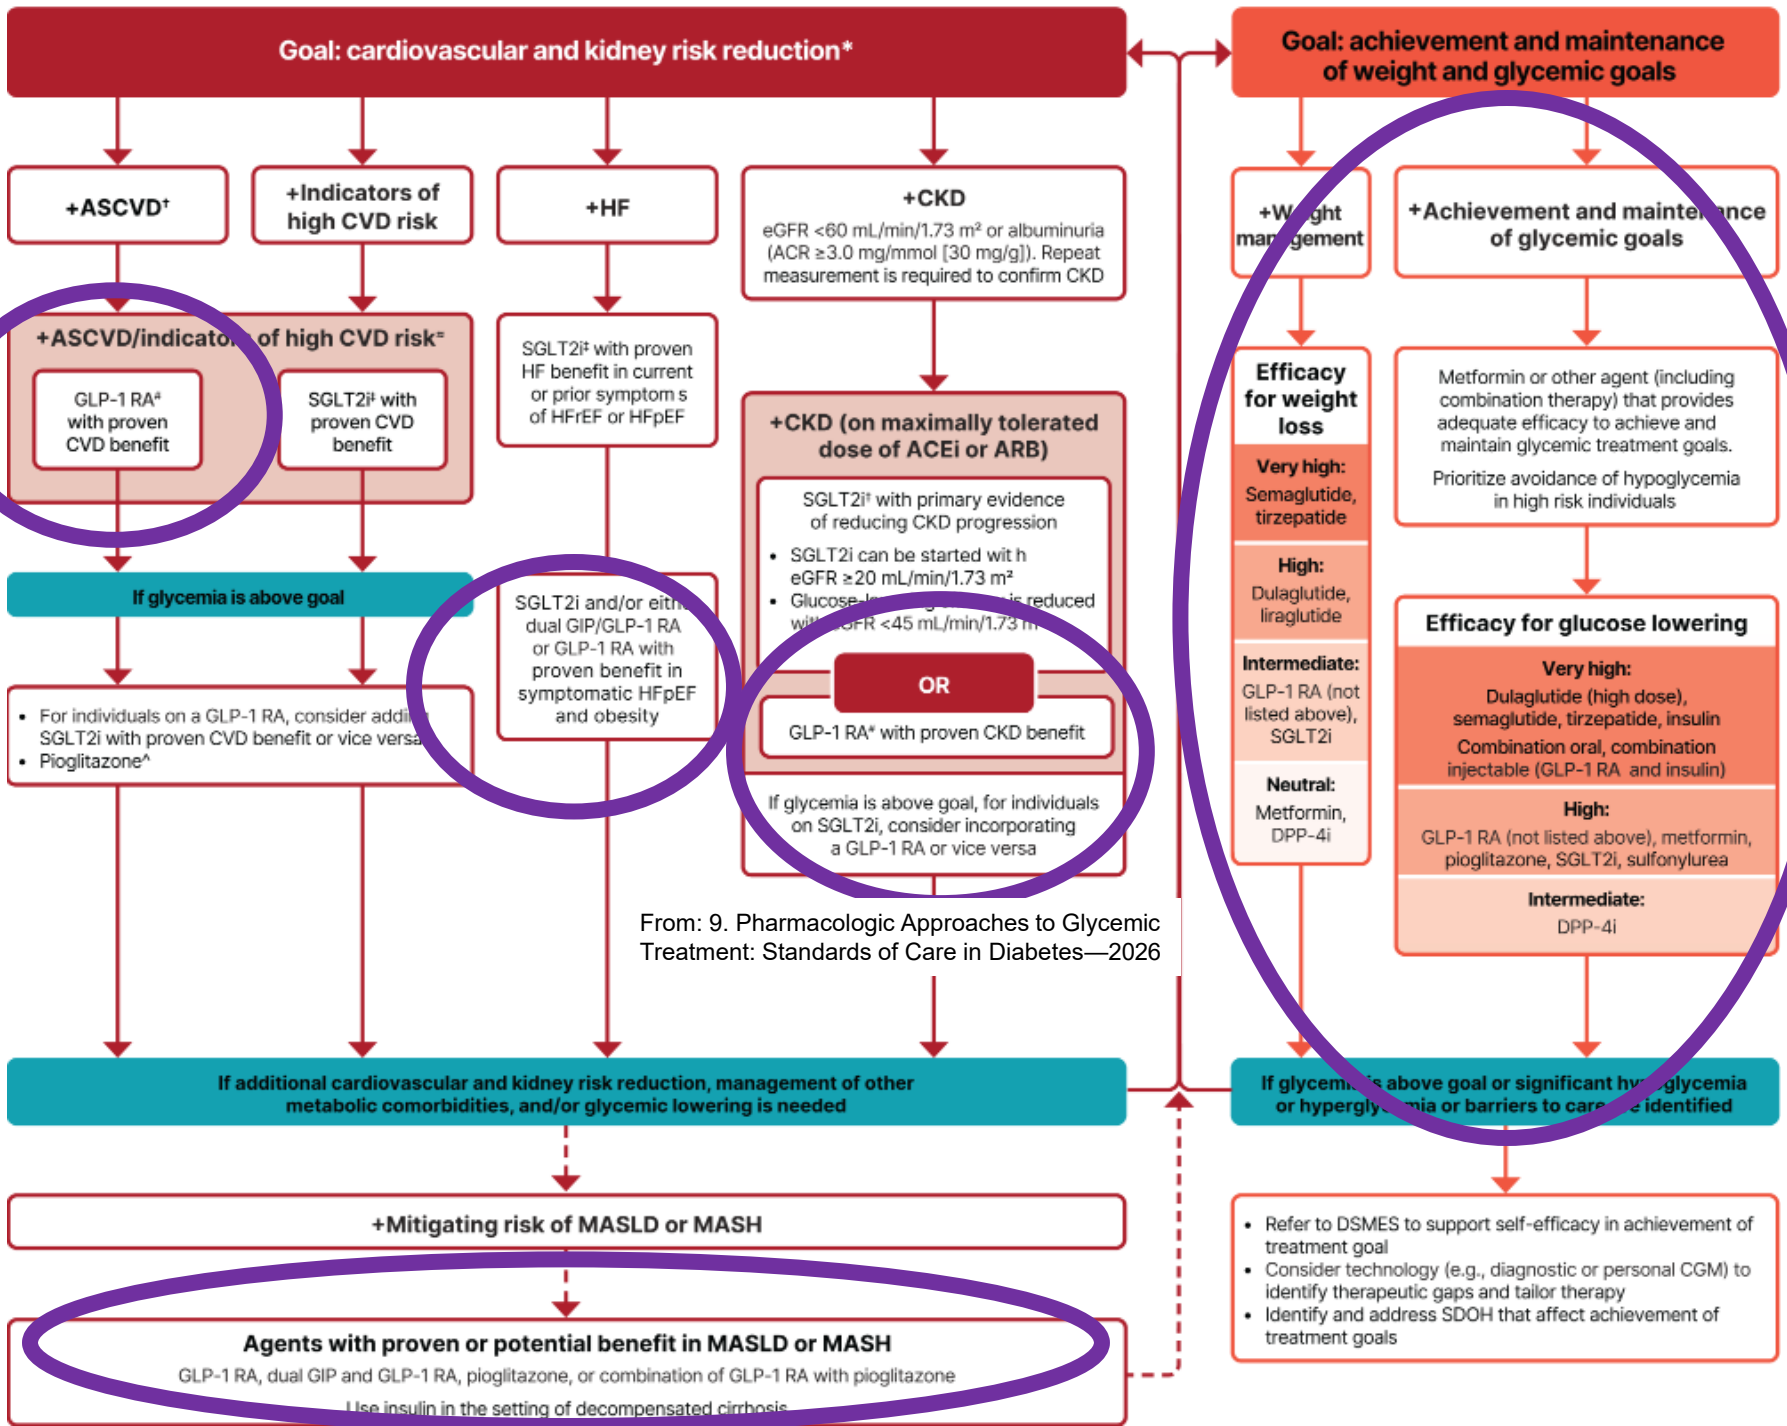 Goal: cardiovascular and kidney risk reduction*
+ASCVD†
+Indicators of
high CVD risk
+HF
+CKD
eGFR <60 mL/min/1.73 m² or albuminuria
(ACR ≥3.0 mg/mmol [30 mg/g]). Repeat
measurement is required to confirm CKD
+ASCVD/indicators of high CVD risk=
GLP-1 RA#
with proven
CVD benefit
SGLT2i‡ with
proven CVD
benefit
SGLT2i‡ with proven
HF benefit in current
or prior symptom s
of HFrEF or HFpEF
+CKD (on maximally tolerated
dose of ACEi or ARB)
SGLT2i† with primary evidence
of reducing CKD progression
• SGLT2i can be started wit h
eGFR ≥20 mL/min/1.73 m²
• Glucose-lowering is reduced
with eGFR <45 mL/min/1.73 m
OR
GLP-1 RA# with proven CKD benefit
If glycemia is above goal, for individuals
on SGLT2i, consider incorporating
a GLP-1 RA or vice versa
If glycemia is above goal
SGLT2i and/or either
dual GIP/GLP-1 RA
or GLP-1 RA with
proven benefit in
symptomatic HFpEF
and obesity
• For individuals on a GLP-1 RA, consider adding
SGLT2i with proven CVD benefit or vice versa
• Pioglitazone^
From: 9. Pharmacologic Approaches to Glycemic
Treatment: Standards of Care in Diabetes—2026
If additional cardiovascular and kidney risk reduction, management of other
metabolic comorbidities, and/or glycemic lowering is needed
+Mitigating risk of MASLD or MASH
Agents with proven or potential benefit in MASLD or MASH
GLP-1 RA, dual GIP and GLP-1 RA, pioglitazone, or combination of GLP-1 RA with pioglitazone
Use insulin in the setting of decompensated cirrhosis
Goal: achievement and maintenance
of weight and glycemic goals
+Weight
management
Efficacy
for weight
loss
Very high:
Semaglutide,
tirzepatide
High:
Dulaglutide,
liraglutide
Intermediate:
GLP-1 RA (not
listed above),
SGLT2i
Neutral:
Metformin,
DPP-4i
+Achievement and maintenance
of glycemic goals
Metformin or other agent (including
combination therapy) that provides
adequate efficacy to achieve and
maintain glycemic treatment goals.
Prioritize avoidance of hypoglycemia
in high risk individuals
Efficacy for glucose lowering
Very high:
Dulaglutide (high dose),
semaglutide, tirzepatide, insulin
Combination oral, combination
injectable (GLP-1 RA and insulin)
High:
GLP-1 RA (not listed above), metformin,
pioglitazone, SGLT2i, sulfonylurea
Intermediate:
DPP-4i
If glycemia is above goal or significant hypoglycemia
or hyperglycemia or barriers to care are identified
• Refer to DSMES to support self-efficacy in achievement of
treatment goal
• Consider technology (e.g., diagnostic or personal CGM) to
identify therapeutic gaps and tailor therapy
• Identify and address SDOH that affect achievement of
treatment goals